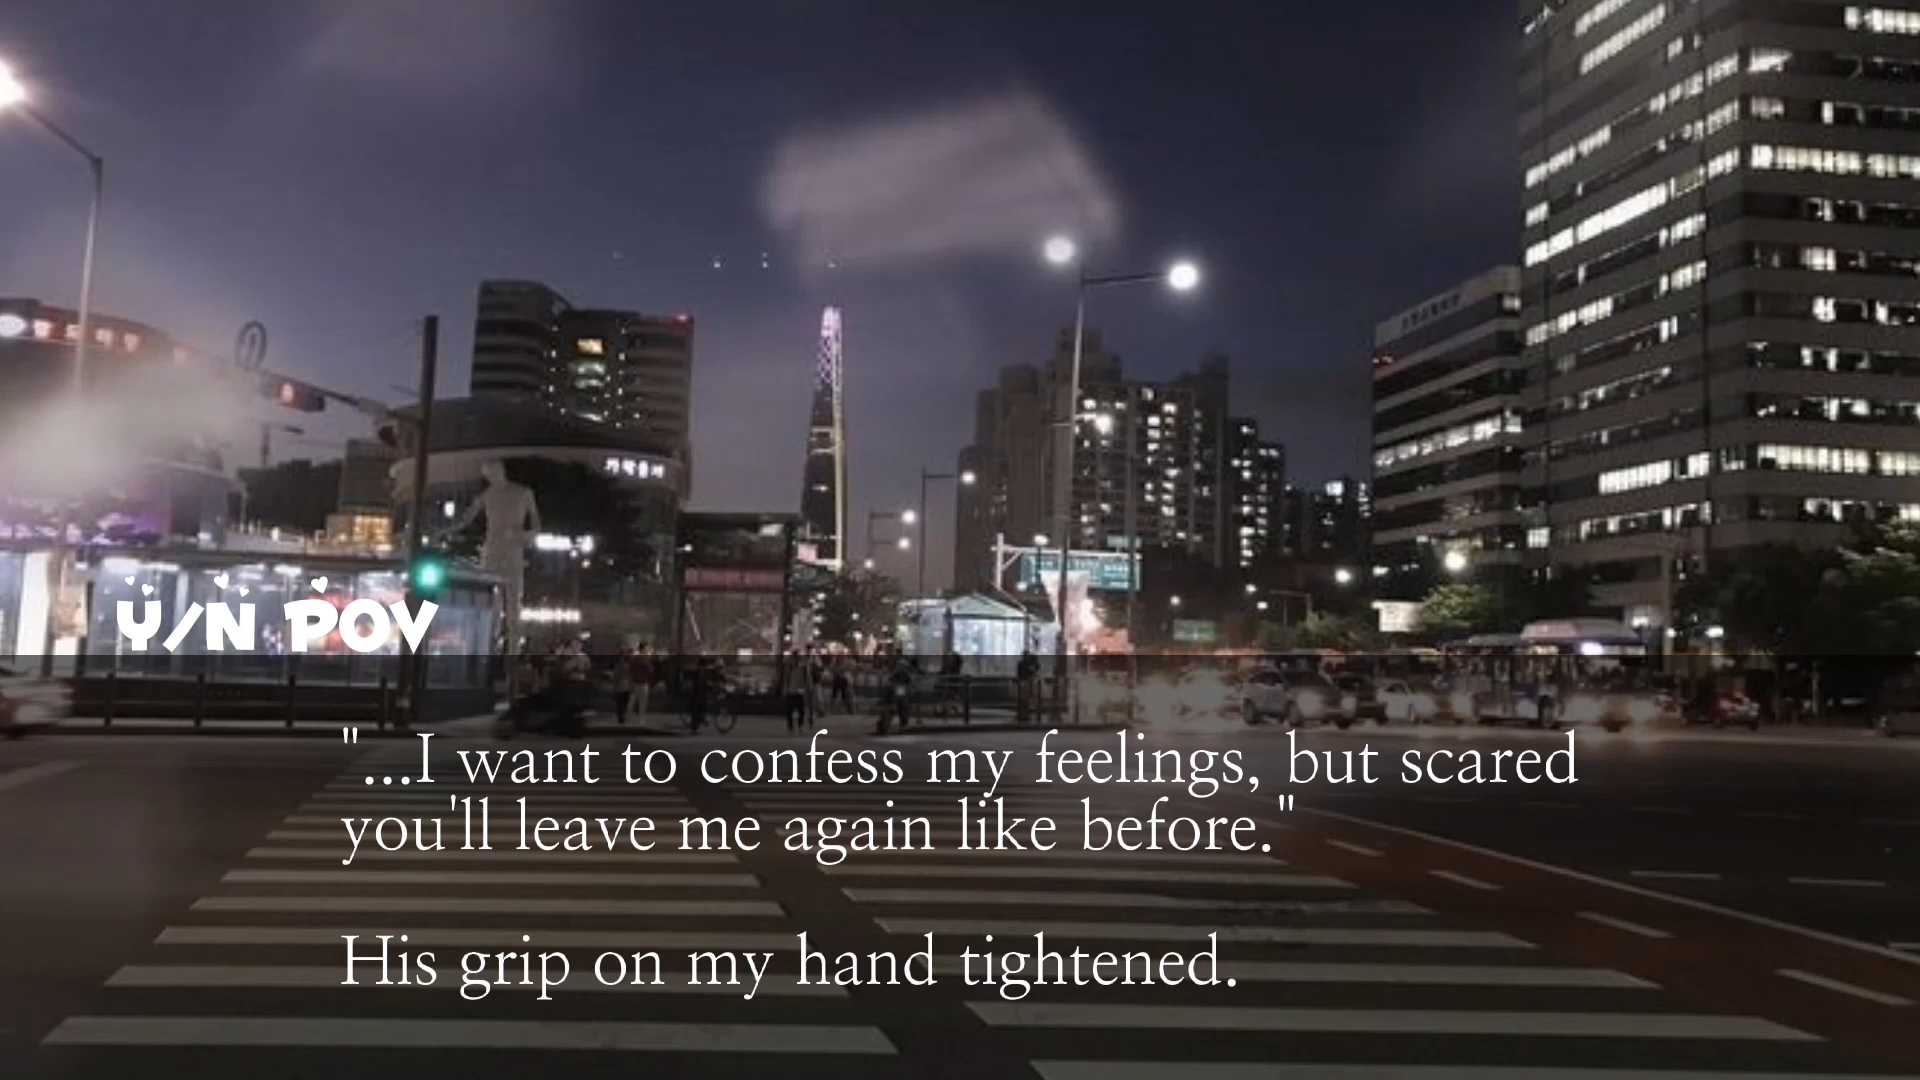 Y/N POV
"...I want to confess my feelings, but scared
you'll leave me again like before."
His grip on my hand tightened.